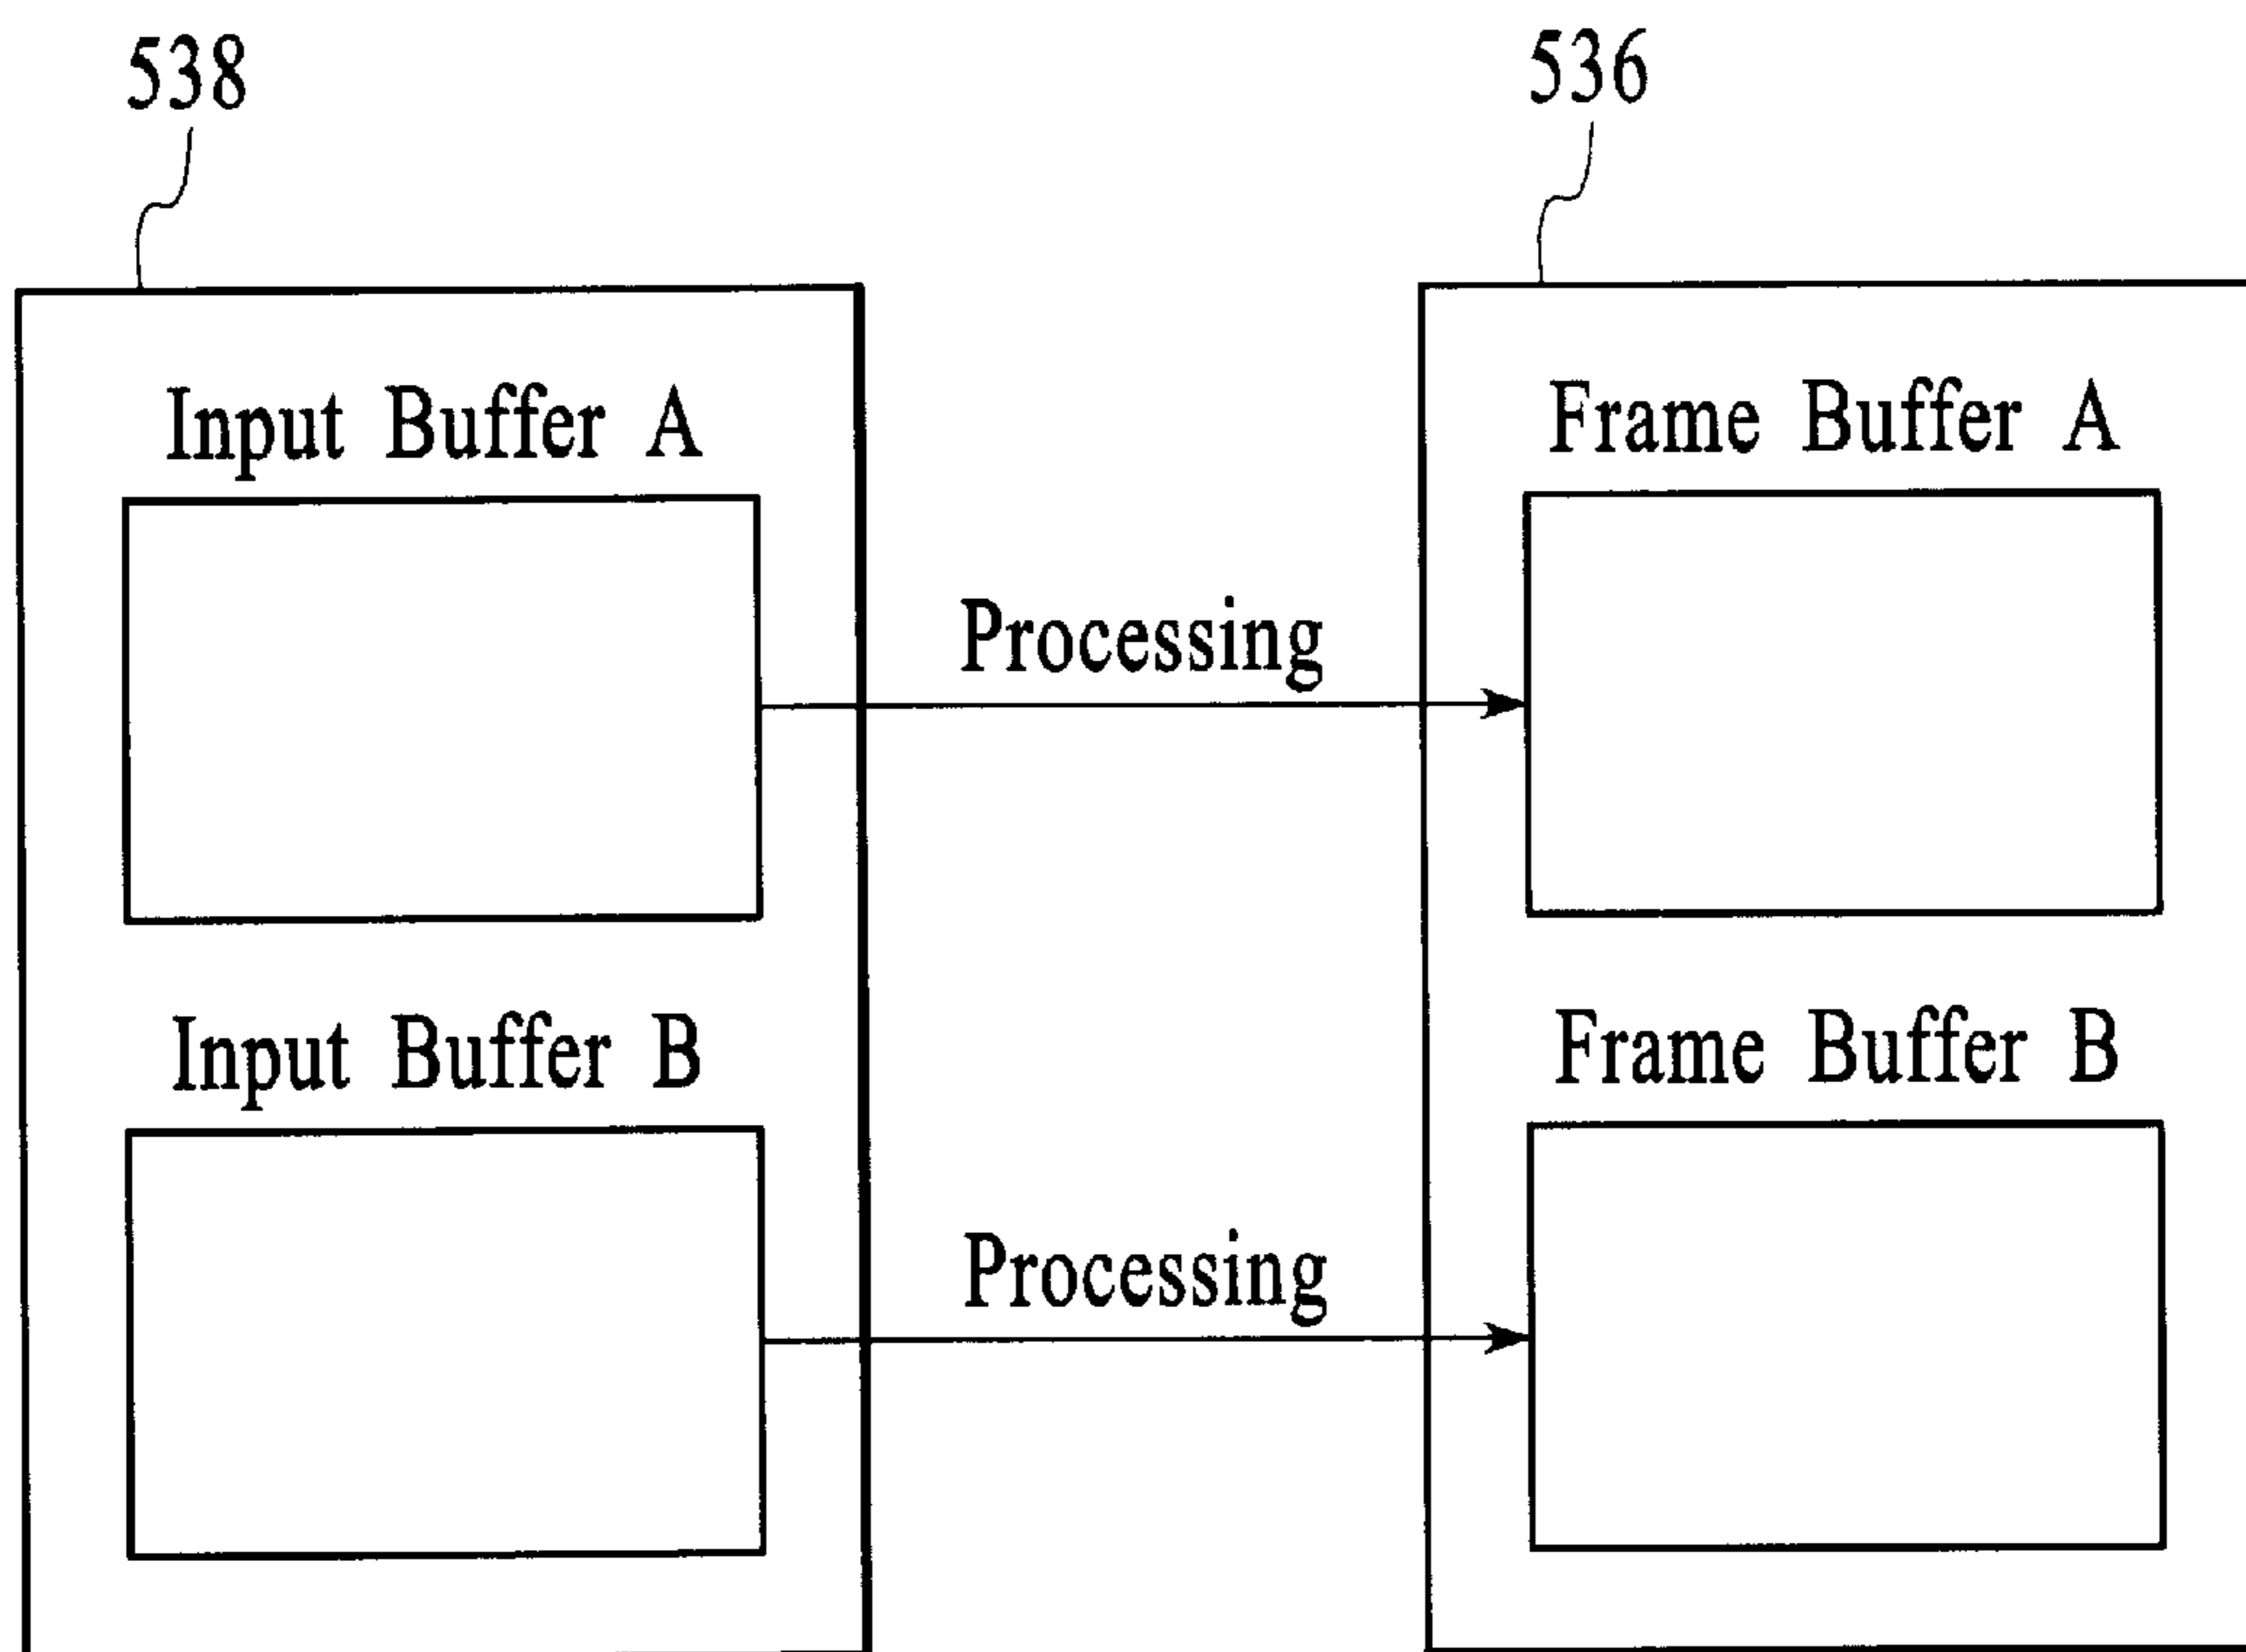 538
536
Input Buffer A
Frame Buffer A
Processing
Input Buffer B
Frame Buffer B
Processing